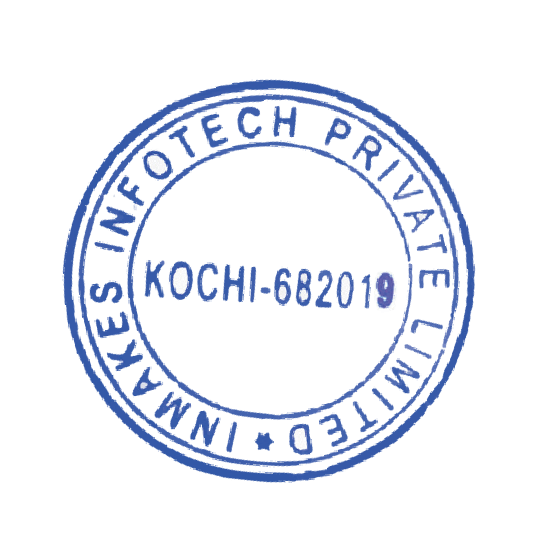 INMAKES INFOTECH PRIVATE LIMITED *
KOCHI-682019